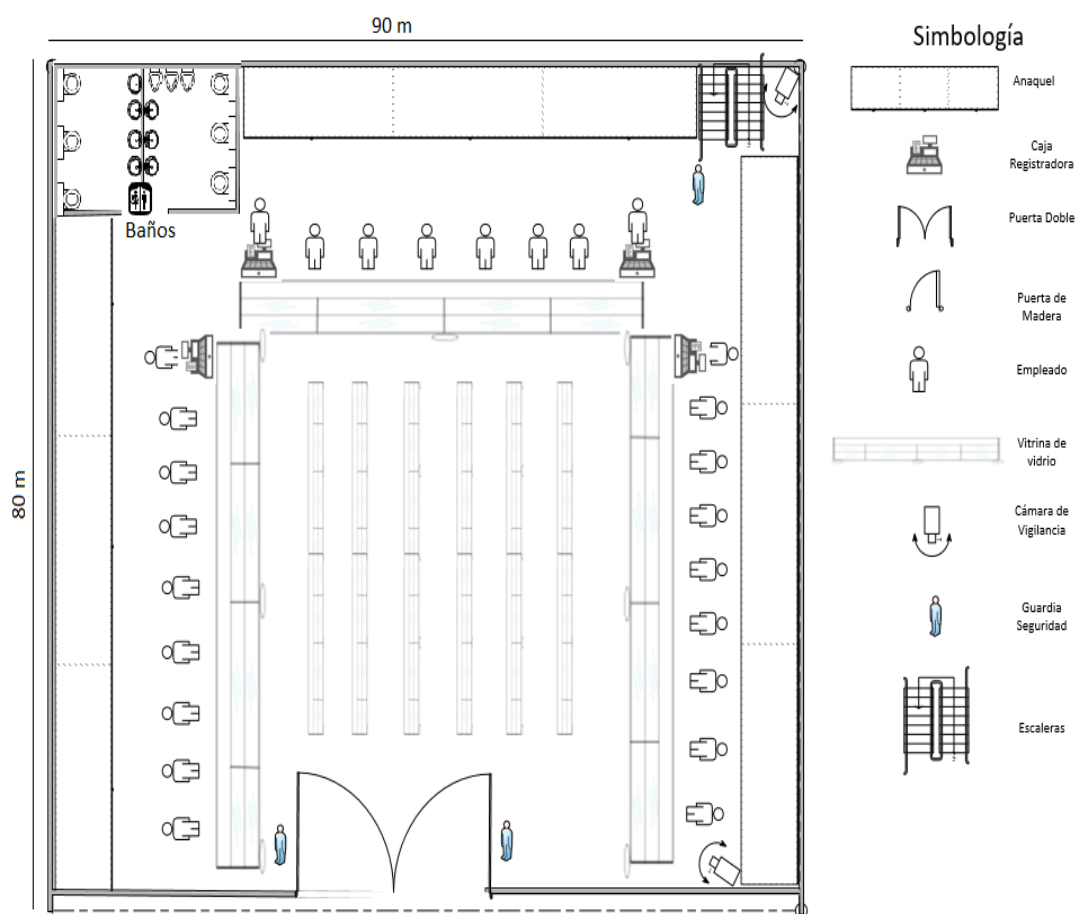 90 m
Simbología
Anaquel
Caja
Registradora
Baños
Puerta Doble
Puerta de
Madera
Empleado
Vitrina de
vidrio
80 m
Cámara de
Vigilancia
Guardia
Seguridad
Escaleras